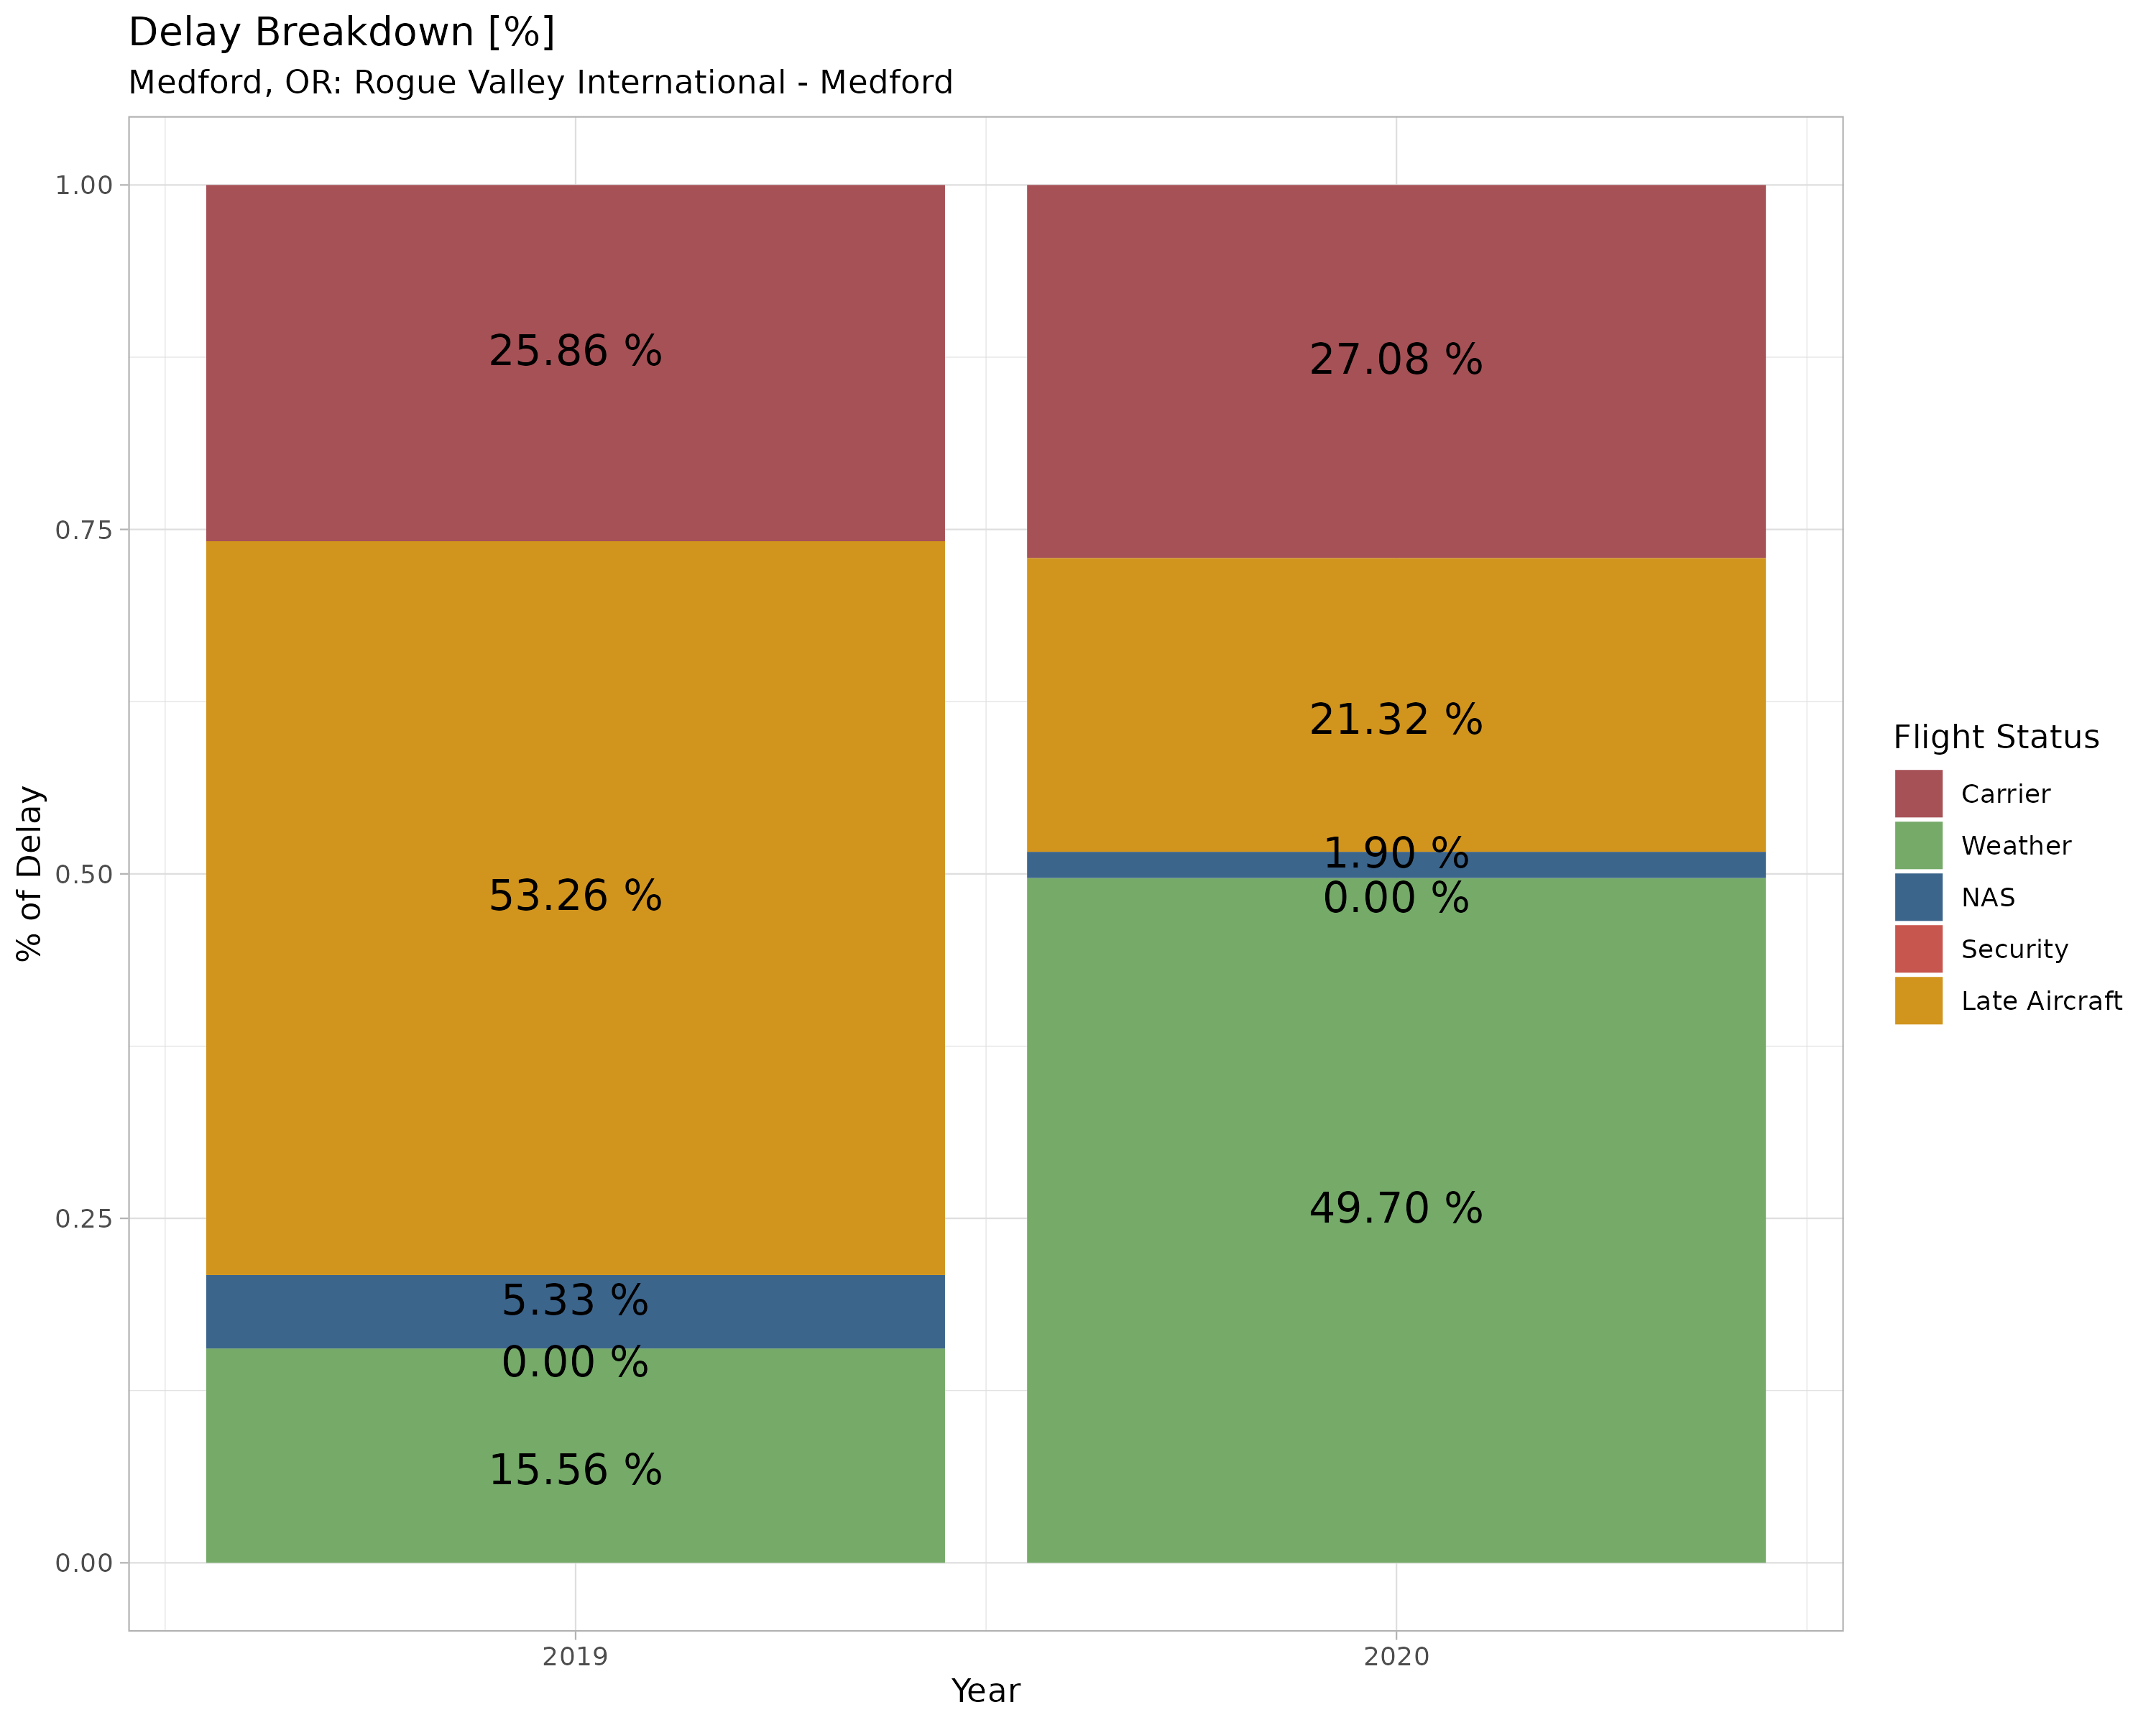 Delay Breakdown [%]
Medford, OR: Rogue Valley International - Medford
% of Delay
1.00
0.75
0.50
0.25
0.00
25.86 %
53.26 %
5.33 %
0.00 %
15.56 %
27.08 %
21.32 %
1.90 %
0.00 %
49.70 %
2019
2020
Year
Flight Status
Carrier
Weather
NAS
Security
Late Aircraft